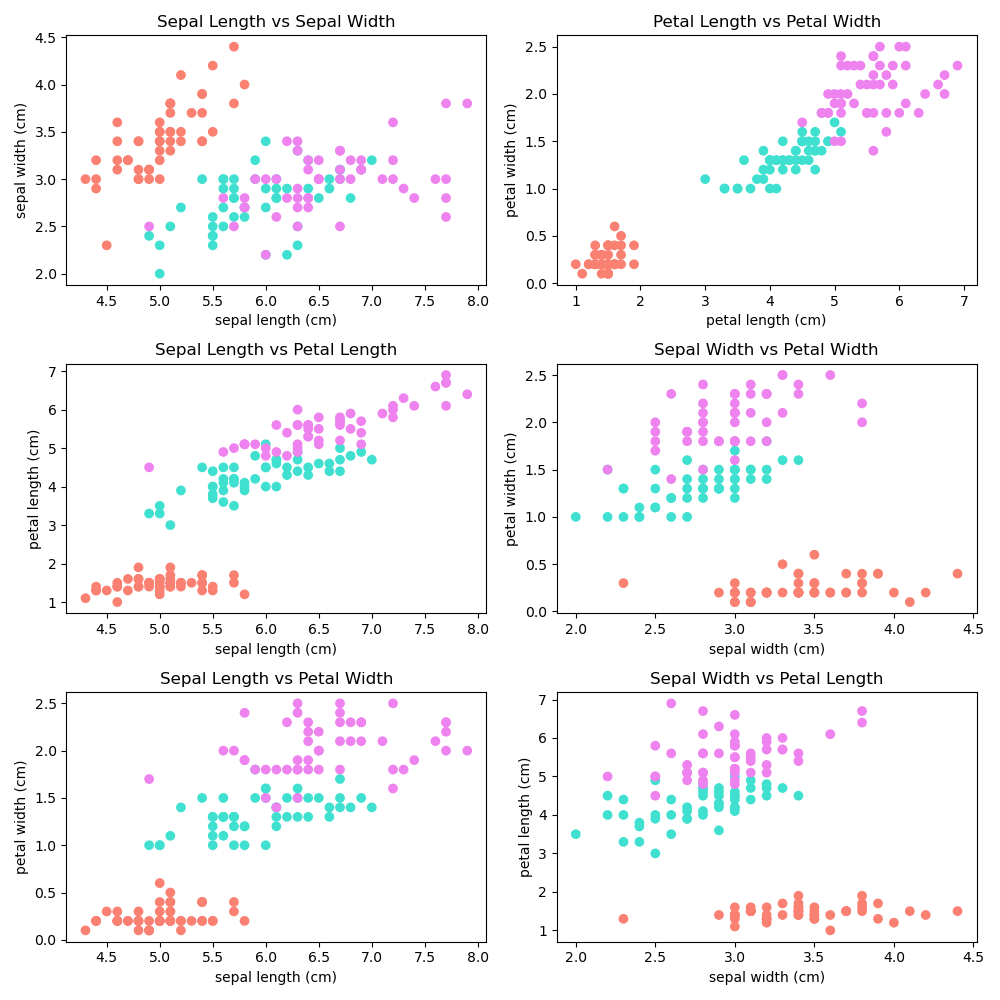 Sepal Length vs Sepal Width
4.5
4.0
3.5
3.0
2.5
2.0
sepal width (cm)
4.5 5.0 5.5 6.0 6.5 7.0 7.5 8.0
sepal length (cm)
Petal Length vs Petal Width
2.5
2.0
1.5
1.0
0.5
0.0
petal width (cm)
1 2 3 4 5 6 7
petal length (cm)
Sepal Length vs Petal Length
7
6
5
4
3
2
1
petal length (cm)
4.5 5.0 5.5 6.0 6.5 7.0 7.5 8.0
sepal length (cm)
Sepal Width vs Petal Width
2.5
2.0
1.5
1.0
0.5
0.0
petal width (cm)
2.0 2.5 3.0 3.5 4.0 4.5
sepal width (cm)
Sepal Length vs Petal Width
2.5
2.0
1.5
1.0
0.5
0.0
petal width (cm)
4.5 5.0 5.5 6.0 6.5 7.0 7.5 8.0
sepal length (cm)
Sepal Width vs Petal Length
7
6
5
4
3
2
1
petal length (cm)
2.0 2.5 3.0 3.5 4.0 4.5
sepal width (cm)